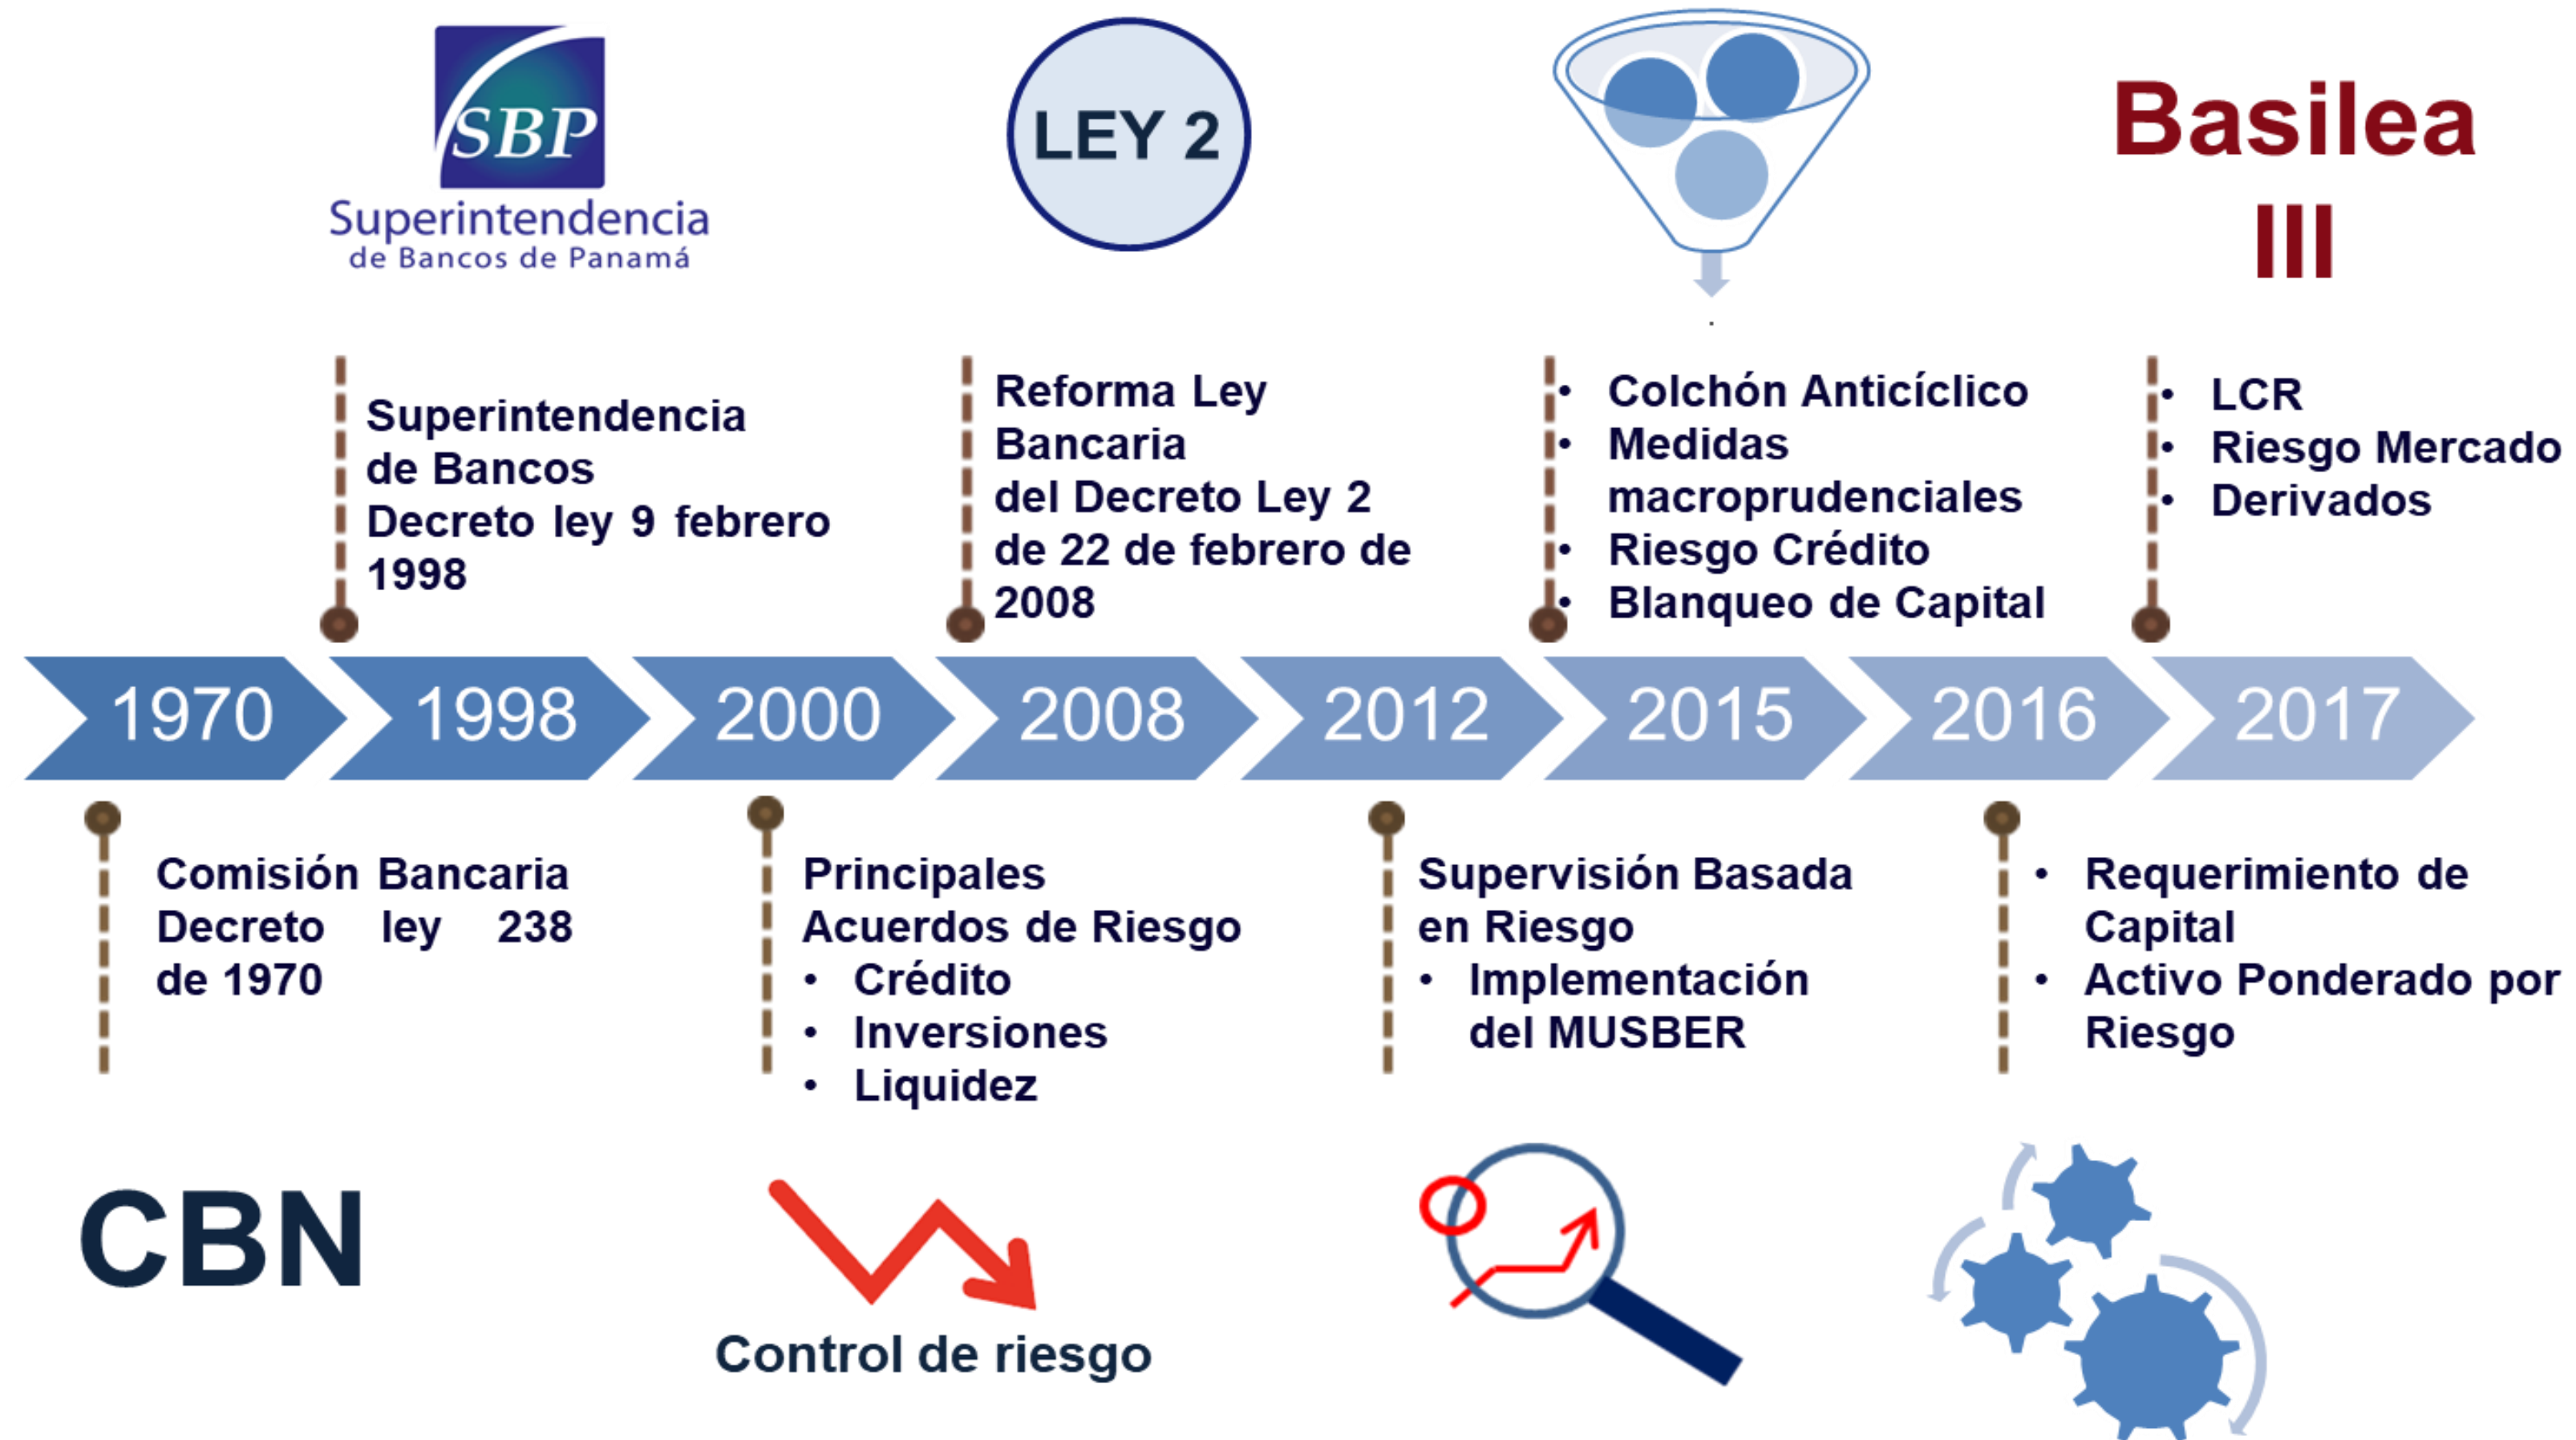 SBP
Superintendencia
de Bancos de Panamá
LEY 2
Basilea
III
Superintendencia
de Bancos
Decreto ley 9 febrero
1998
Reforma Ley
Bancaria
del Decreto Ley 2
de 22 de febrero de
2008
• Colchón Anticíclico
• Medidas
macroprudenciales
• Riesgo Crédito
• Blanqueo de Capital
• LCR
• Riesgo Mercado
• Derivados
1970
1998
2000
2008
2012
2015
2016
2017
Comisión Bancaria
Decreto ley 238
de 1970
Principales
Acuerdos de Riesgo
• Crédito
• Inversiones
• Liquidez
Supervisión Basada
en Riesgo
• Implementación
del MUSBER
• Requerimiento de
Capital
• Activo Ponderado por
Riesgo
CBN
Control de riesgo